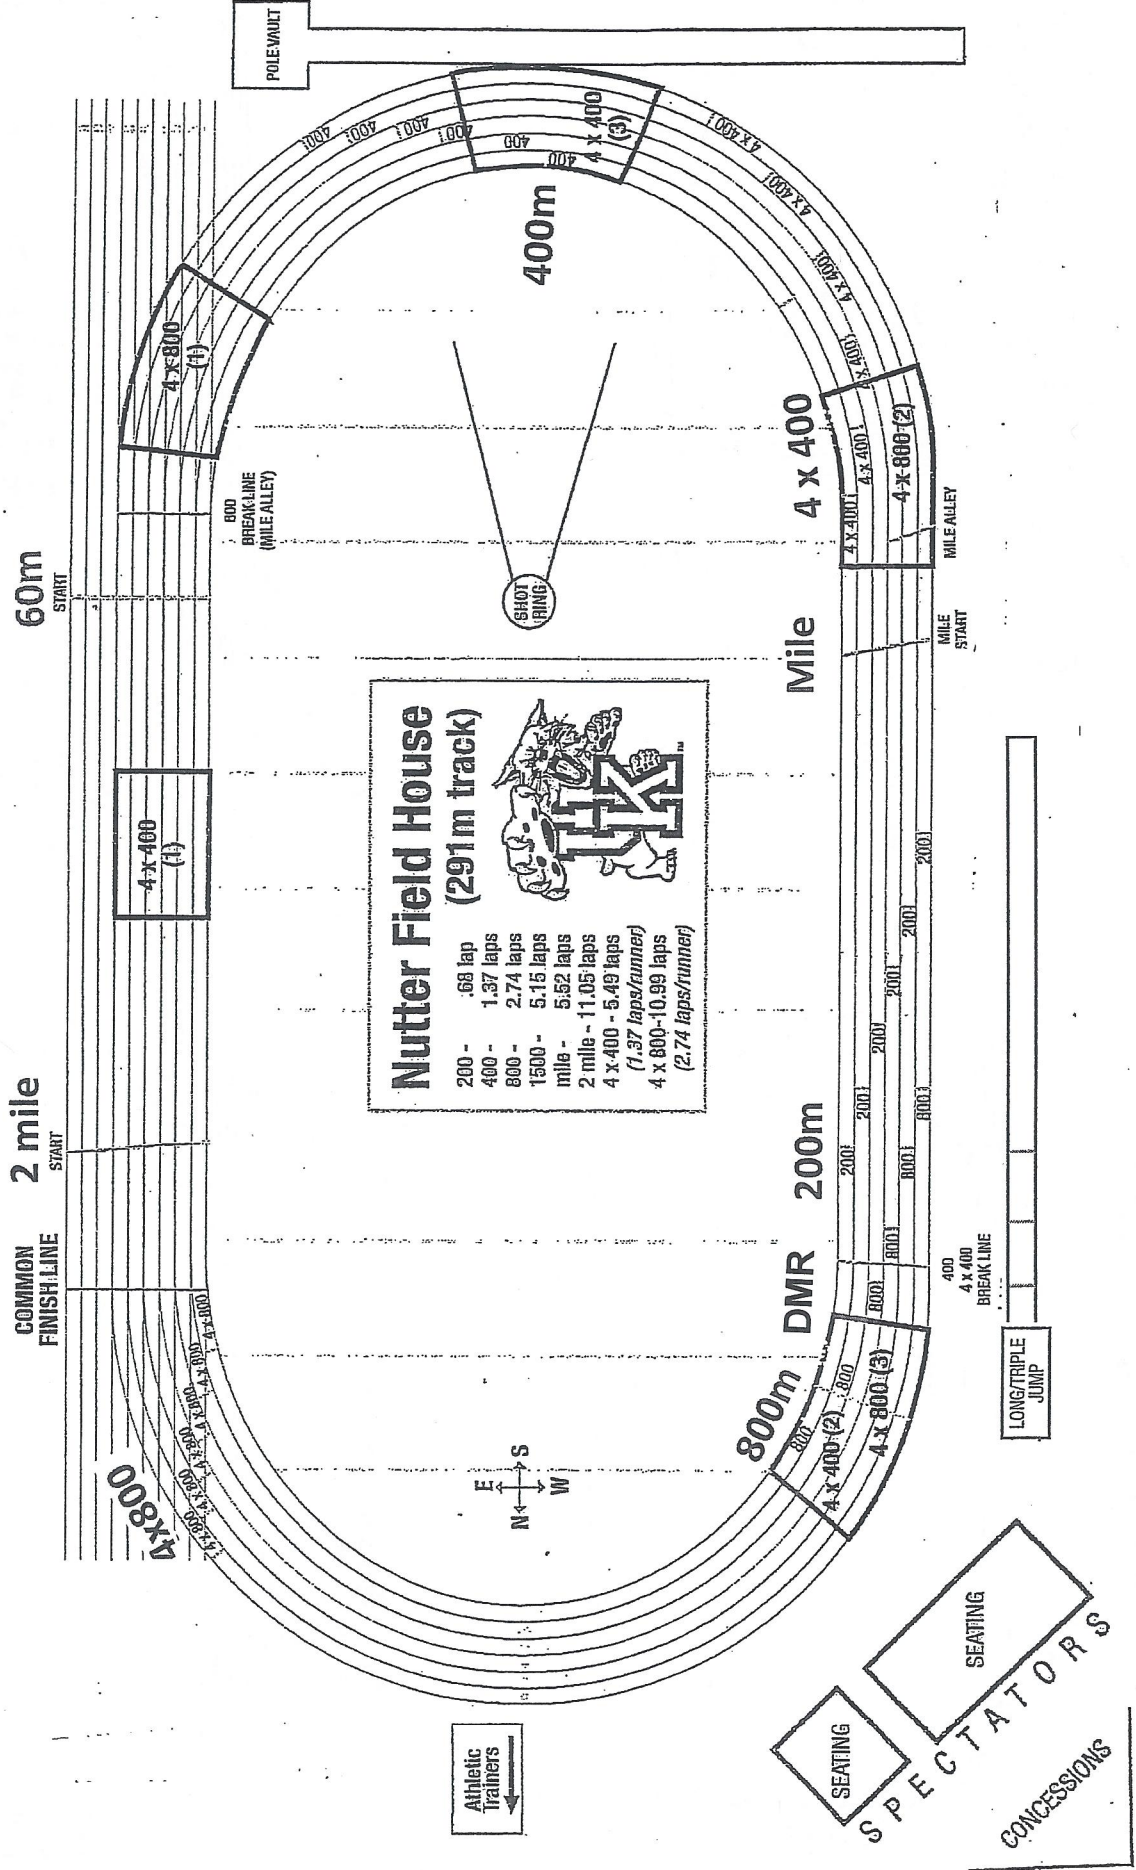 POLE VAULT
60m
START
2 mile
START
COMMON
FINISH LINE
4x800
4 x 800
4 x 800
4 x 800
4 x 800
4 x 800
4 x 800
4 x 400
(1)
800
BREAK LINE
(MILE ALLEY)
4 x 800
(1)
400
400
400
400
400
400
4 x 400
(3)
400m
4 x 400
4 x 400
4 x 400
4 x 400
4 x 400
4 x 400
4 x 400
4 x 800 (2)
MILE ALLEY
SHOT
RING
Mile
MILE
START
Nutter Field House
(291m track)
200 - .68 lap
400 - 1.37 laps
800 - 2.74 laps
1500 - 5.15 laps
mile - 5.52 laps
2 mile - 11.05 laps
4 x 400 - 5.49 laps
(1.37 laps/runner)
4 x 800-10.99 laps
(2.74 laps/runner)
UK
TM
200m
200
200
200
200
200
200
DMR
800m
800
800
800
800
800
800
400
4 x 400
BREAK LINE
4 x 400 (2)
4 x 800 (3)
N
E
S
W
LONG/TRIPLE
JUMP
Athletic
Trainers
SEATING
SEATING
SPECTATORS
CONCESSIONS